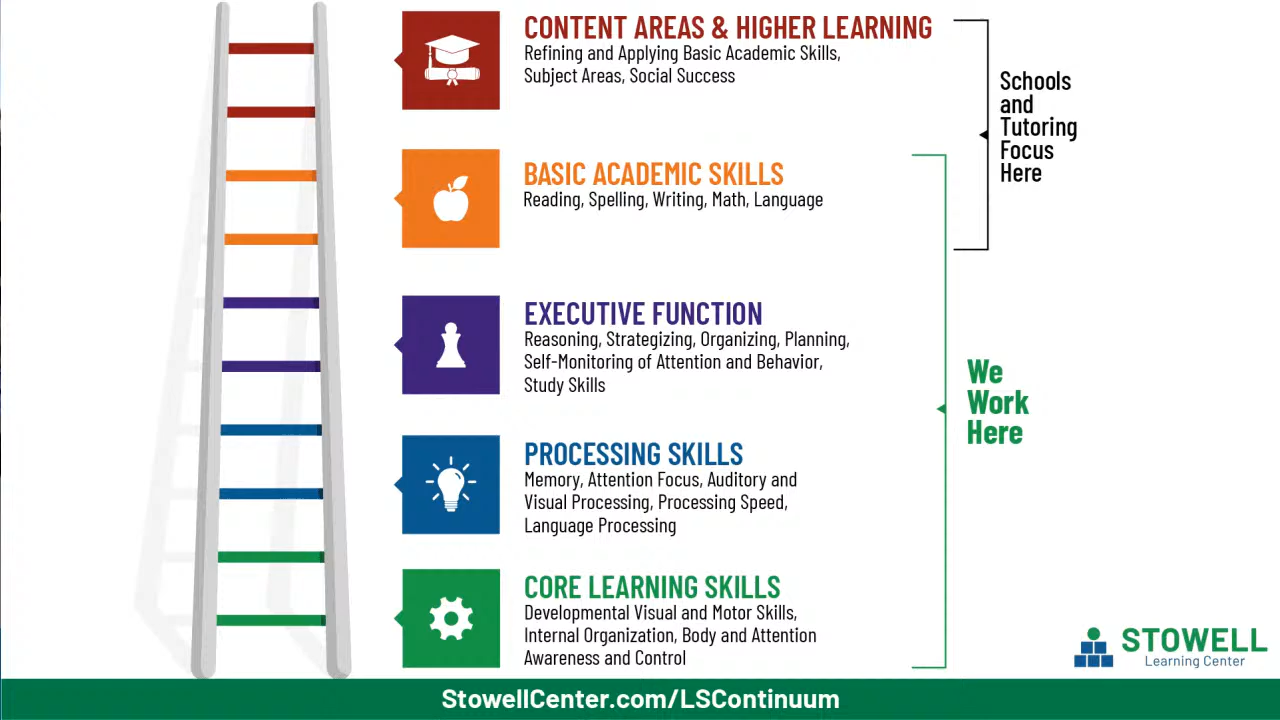 CONTENT AREAS & HIGHER LEARNING
Refining and Applying Basic Academic Skills,
Subject Areas, Social Success
Schools
and
Tutoring
Focus
Here
BASIC ACADEMIC SKILLS
Reading, Spelling, Writing, Math, Language
EXECUTIVE FUNCTION
Reasoning, Strategizing, Organizing, Planning,
Self-Monitoring of Attention and Behavior,
Study Skills
We
Work
Here
PROCESSING SKILLS
Memory, Attention Focus, Auditory and
Visual Processing, Processing Speed,
Language Processing
CORE LEARNING SKILLS
Developmental Visual and Motor Skills,
Internal Organization, Body and Attention
Awareness and Control
STOWELL
Learning Center
StowellCenter.com/LSContinuum